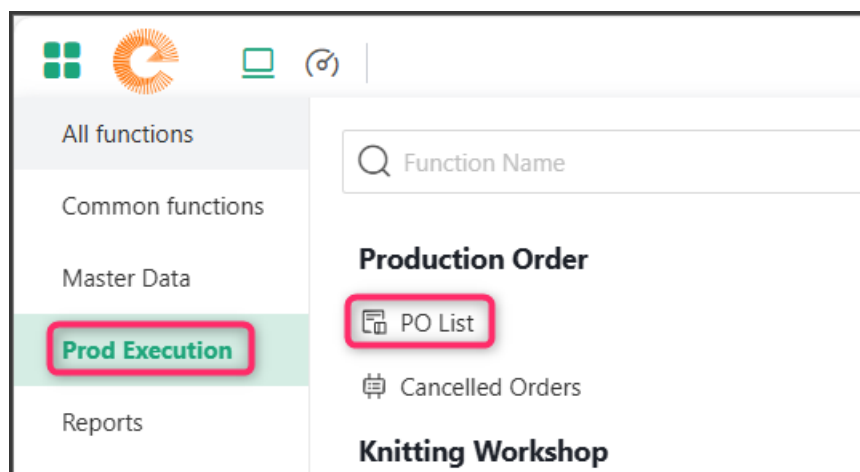 All functions
Common functions
Master Data
Prod Execution
Reports
Function Name
Production Order
PO List
Cancelled Orders
Knitting Workshop